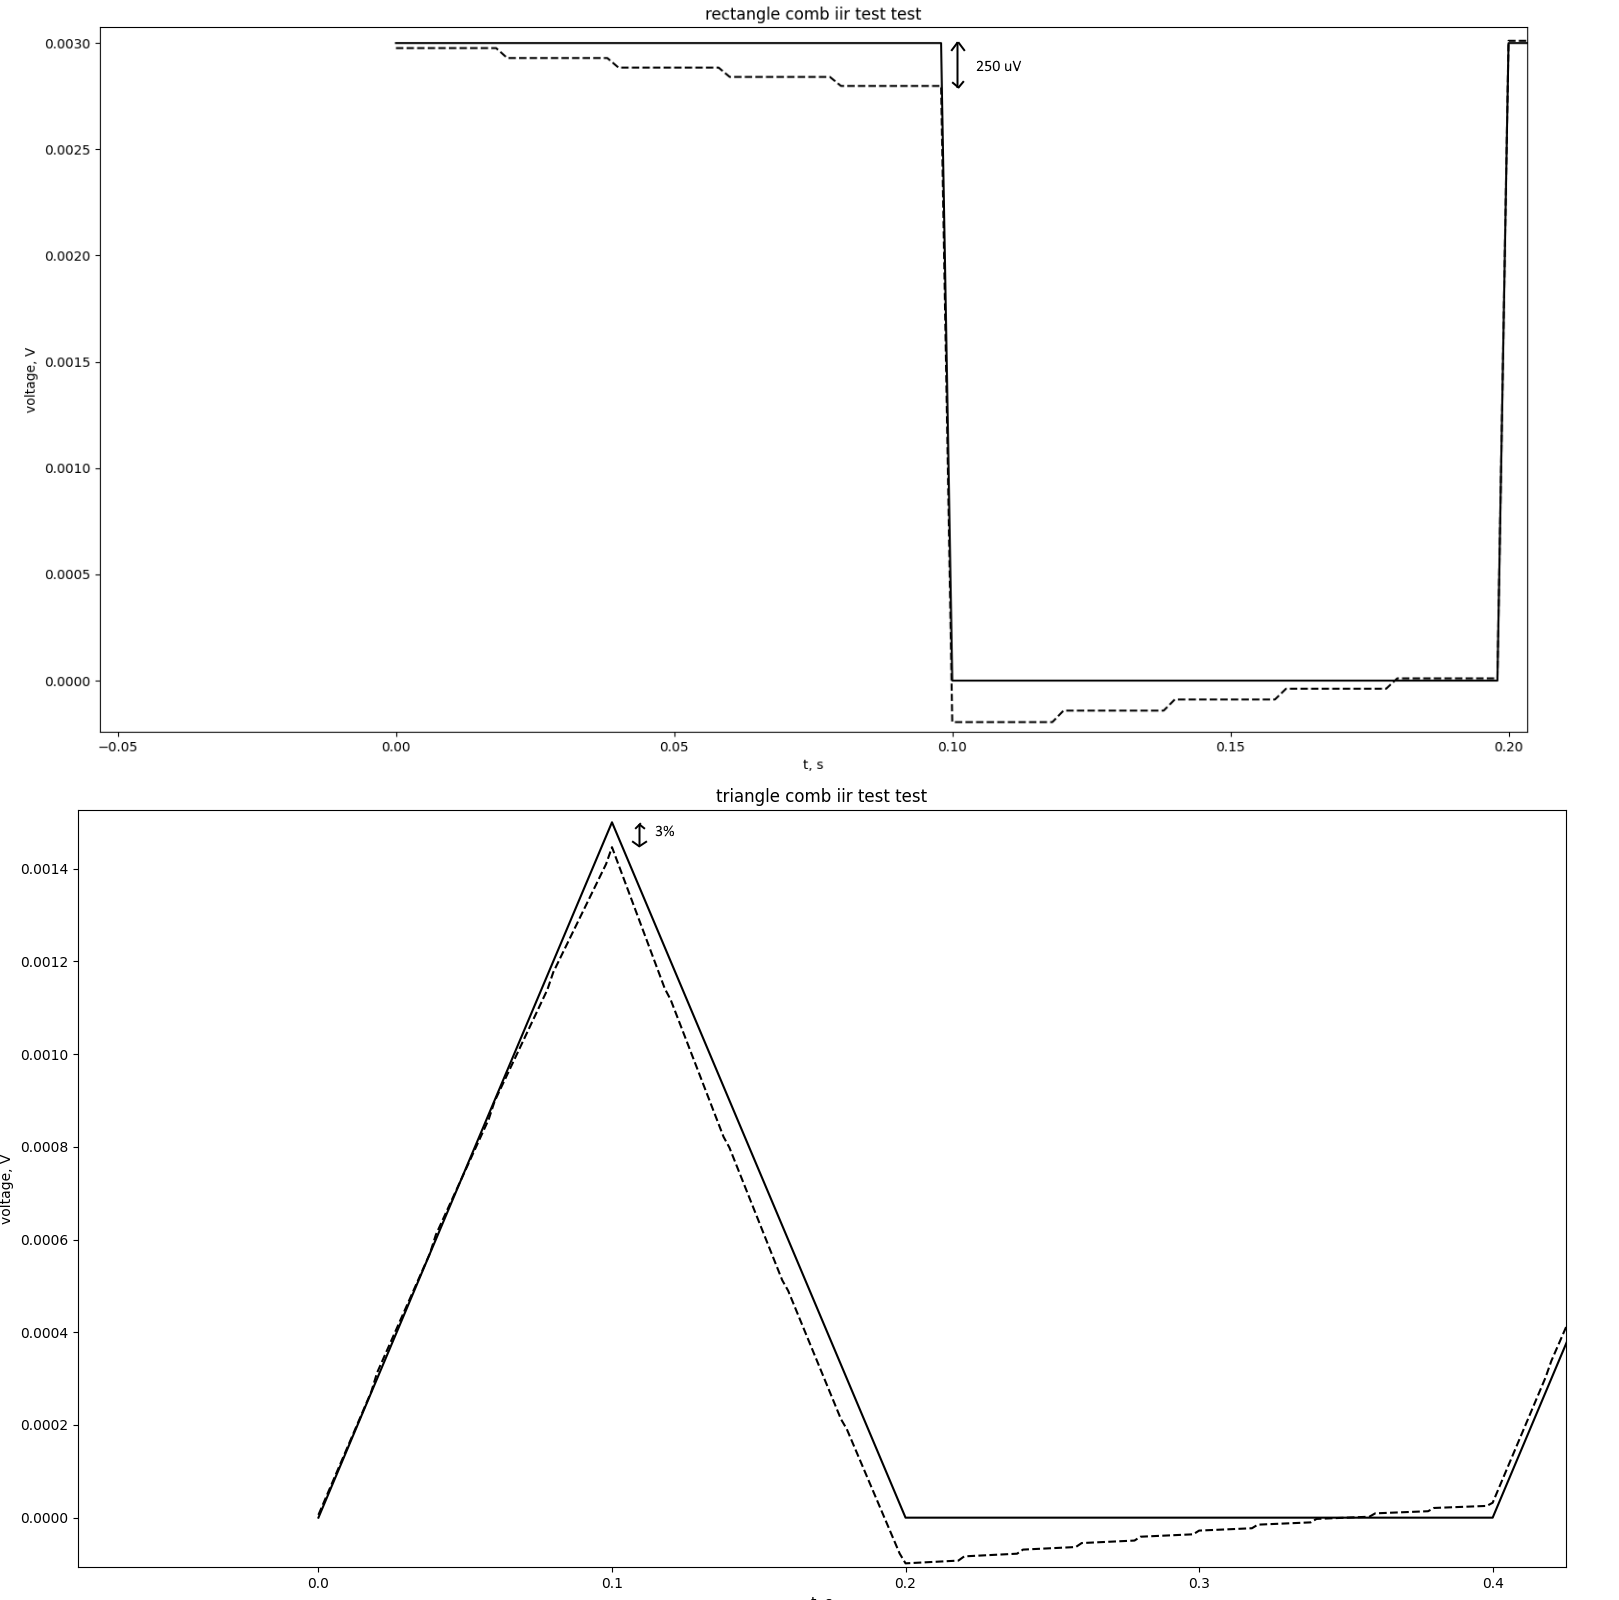 rectangle comb iir test test
0.0030
250 uV
0.0025
0.0020
0.0015
voltage, V
0.0010
0.0005
0.0000
−0.05 0.00 0.05 0.10 0.15 0.20
t, s
triangle comb iir test test
3%
0.0014
0.0012
0.0010
0.0008
voltage, V
0.0006
0.0004
0.0002
0.0000
0.0 0.1 0.2 0.3 0.4